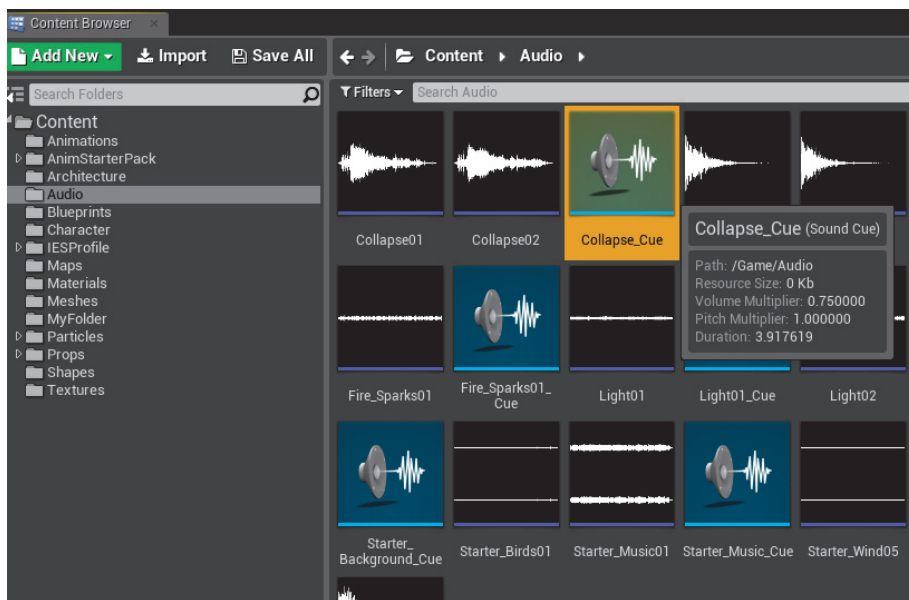 Content Browser
Add New
Import
Save All
Content
Audio
Search Folders
Filters
Search Audio
Content
Animations
AnimStarterPack
Architecture
Audio
Blueprints
Character
IESProfile
Maps
Materials
Meshes
MyFolder
Particles
Props
Shapes
Textures
Collapse01
Collapse02
Collapse_Cue
Collapse_Cue (Sound Cue)
Path: /Game/Audio
Resource Size: 0 Kb
Volume Multiplier: 0.750000
Pitch Multiplier: 1.000000
Duration: 3.917619
Fire_Sparks01
Fire_Sparks01_
Cue
Light01
Light01_Cue
Light02
Starter_
Background_Cue
Starter_Birds01
Starter_Music01
Starter_Music_Cue
Starter_Wind05